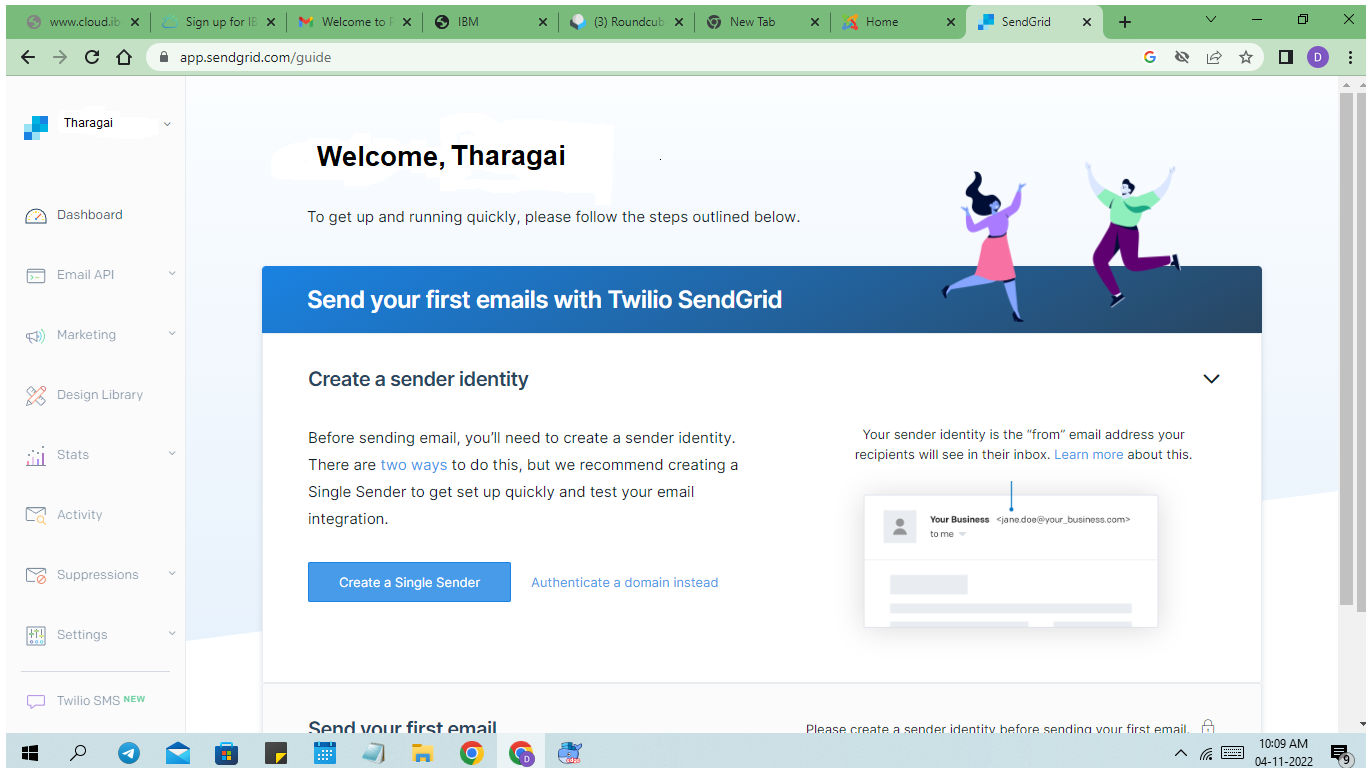 www.cloud.ib
Sign up for IB
Welcome to
IBM
(3) Roundcub
New Tab
Home
SendGrid
app.sendgrid.com/guide
G
D
Tharagai
Welcome, Tharagai
To get up and running quickly, please follow the steps outlined below.
Dashboard
Email API
Marketing
Design Library
Stats
Activity
Suppressions
Settings
Twilio SMS NEW
Send your first emails with Twilio SendGrid
Create a sender identity
Before sending email, you’ll need to create a sender identity.
There are two ways to do this, but we recommend creating a
Single Sender to get set up quickly and test your email
integration.
Create a Single Sender
Authenticate a domain instead
Your sender identity is the “from” email address your
recipients will see in their inbox. Learn more about this.
Your Business <jane.doe@your_business.com>
to me
Send your first email
Please create a sender identity before sending your first email.
D
10:09 AM
04-11-2022
9